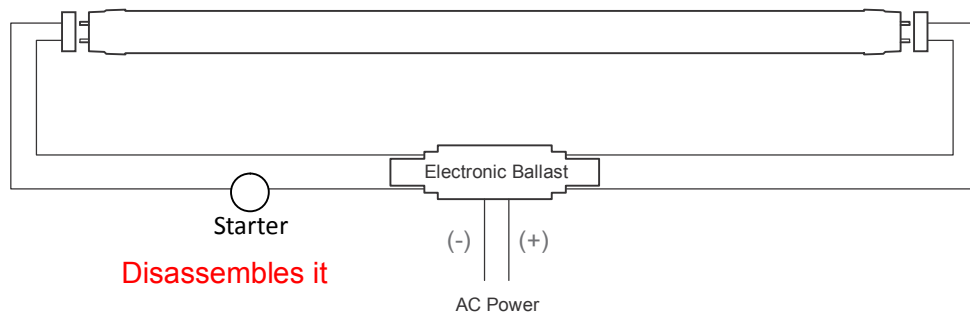 Electronic Ballast
Starter
(-) (+)
Disassembles it
AC Power